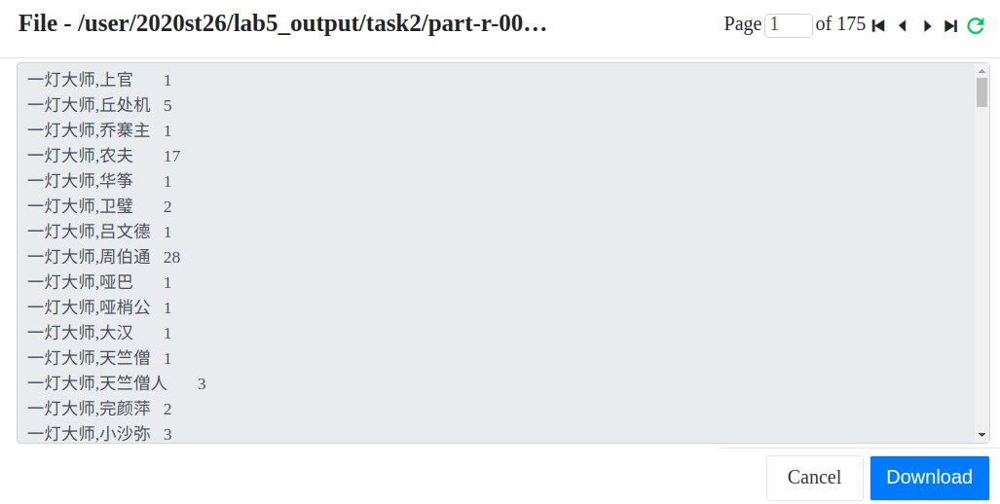 File - /user/2020st26/lab5_output/task2/part-r-00…
Page 1 of 175
一灯大师,上官 1
一灯大师,丘处机 5
一灯大师,乔寨主 1
一灯大师,农夫 17
一灯大师,华筝 1
一灯大师,卫璧 2
一灯大师,吕文德 1
一灯大师,周伯通 28
一灯大师,哑巴 1
一灯大师,哑梢公 1
一灯大师,大汉 1
一灯大师,天竺僧 1
一灯大师,天竺僧人 3
一灯大师,完颜萍 2
一灯大师,小沙弥 3
Cancel Download